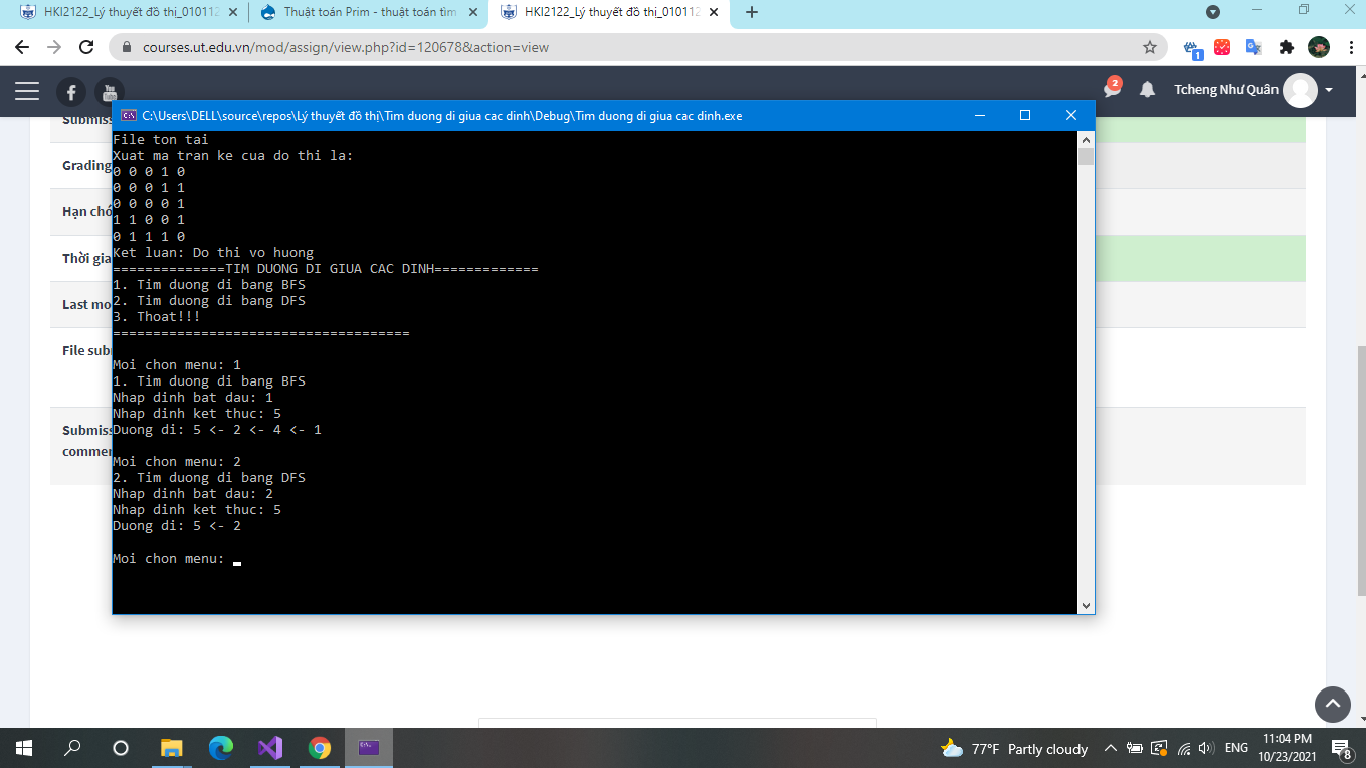 HKI2122_Lý thuyết đồ thị_010112
Thuật toán Prim - thuật toán tìm
HKI2122_Lý thuyết đồ thị_010112
courses.ut.edu.vn/mod/assign/view.php?id=120678&action=view
1
f
You Tube
2
Tcheng Như Quân
C:\Users\DELL\source\repos\Lý thuyết đồ thị\Tim duong di giua cac dinh\Debug\Tim duong di giua cac dinh.exe
Submiss
Grading
Hạn chó
Thời gia
Last mo
File sub
Submiss
commen
File ton tai
Xuat ma tran ke cua do thi la:
0 0 0 1 0
0 0 0 1 1
0 0 0 0 1
1 1 0 0 1
0 1 1 1 0
Ket luan: Do thi vo huong
==============TIM DUONG DI GIUA CAC DINH=============
1. Tim duong di bang BFS
2. Tim duong di bang DFS
3. Thoat!!!
=====================================
Moi chon menu: 1
1. Tim duong di bang BFS
Nhap dinh bat dau: 1
Nhap dinh ket thuc: 5
Duong di: 5 <- 2 <- 4 <- 1
Moi chon menu: 2
2. Tim duong di bang DFS
Nhap dinh bat dau: 2
Nhap dinh ket thuc: 5
Duong di: 5 <- 2
Moi chon menu:
77°F Partly cloudy
ENG
11:04 PM
10/23/2021
8